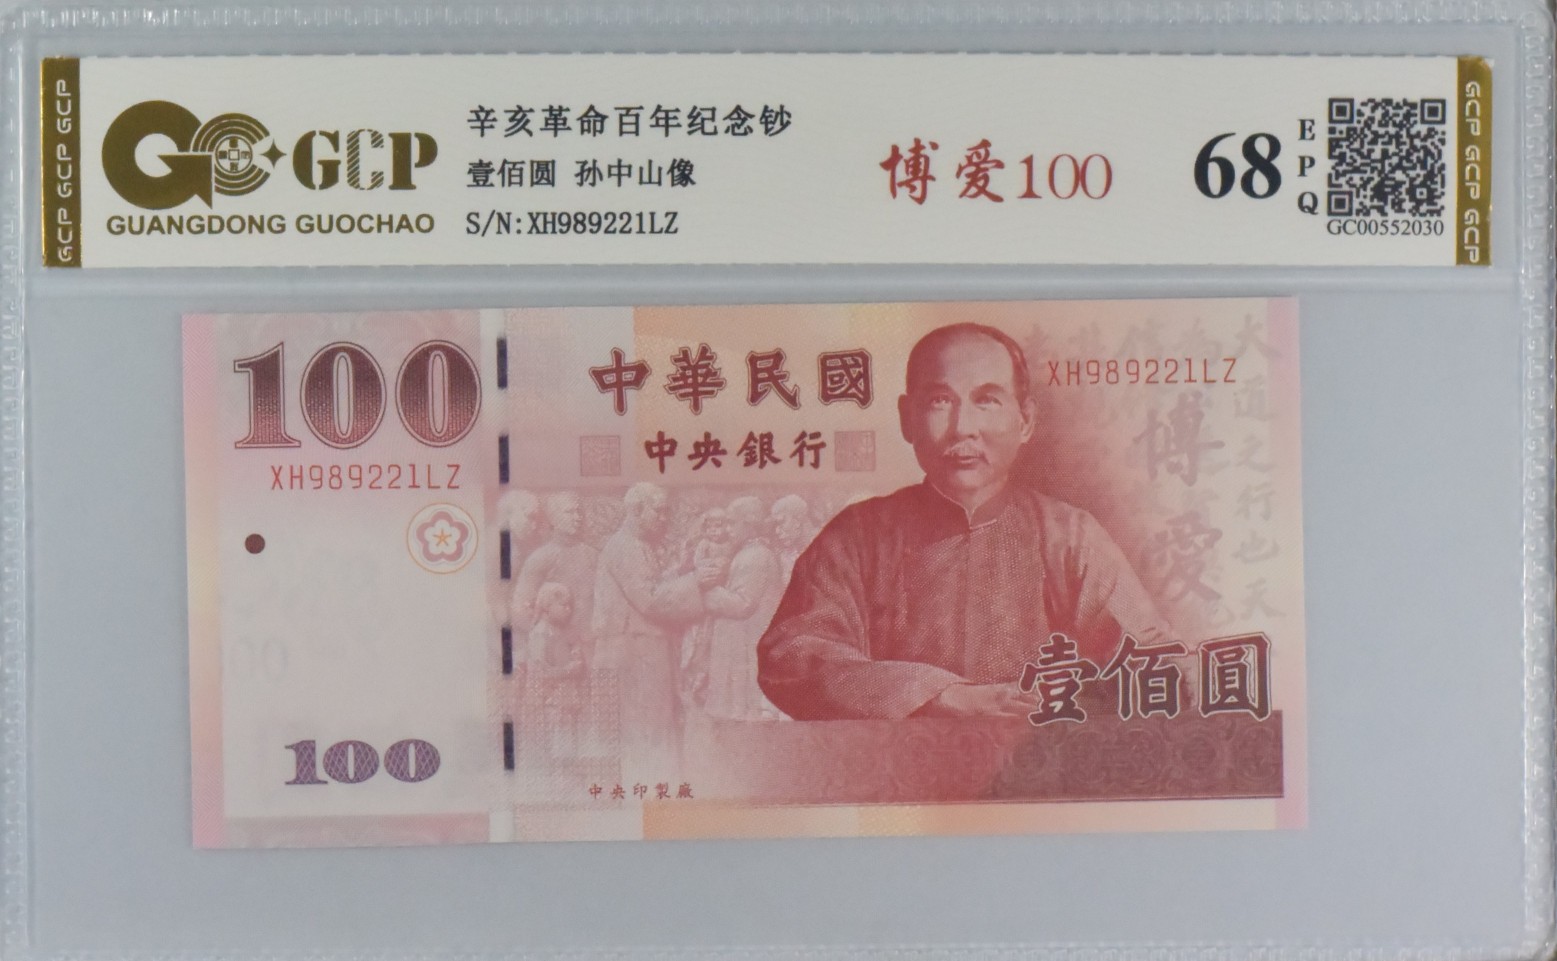 GCP GCP GCP
GC GCP
GUANGDONG GUOCHAO
辛亥革命百年纪念钞
壹佰圆 孙中山像
S/N:XH989221LZ
博爱100
68
EPQ
GC00552030
GCP GCP GCP
100
中華民國
XH989221LZ
中央銀行
XH989221LZ
博愛
大道之行也天
壹佰圓
100
中央印製廠